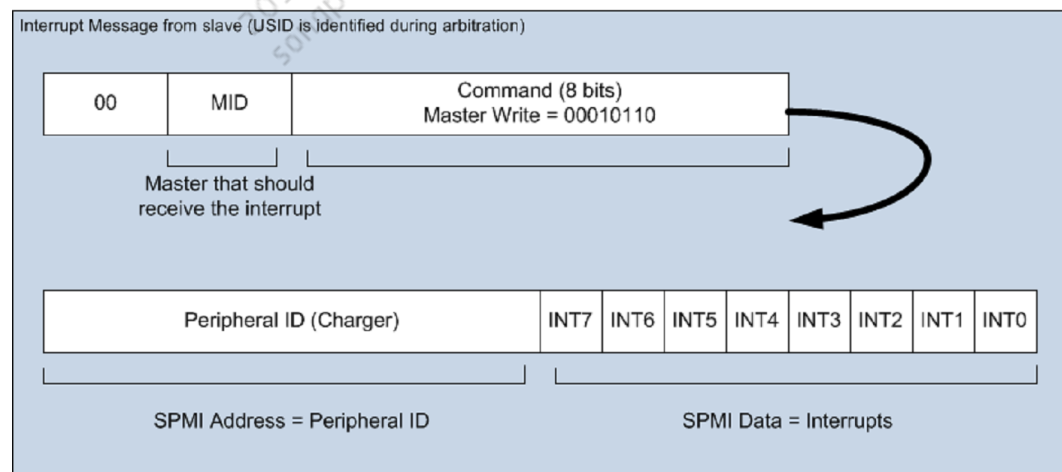 Interrupt Message from slave (USID is identified during arbitration)
00
MID
Command (8 bits)
Master Write = 00010110
Master that should
receive the interrupt
Peripheral ID (Charger)
INT7
INT6
INT5
INT4
INT3
INT2
INT1
INT0
SPMI Address = Peripheral ID
SPMI Data = Interrupts